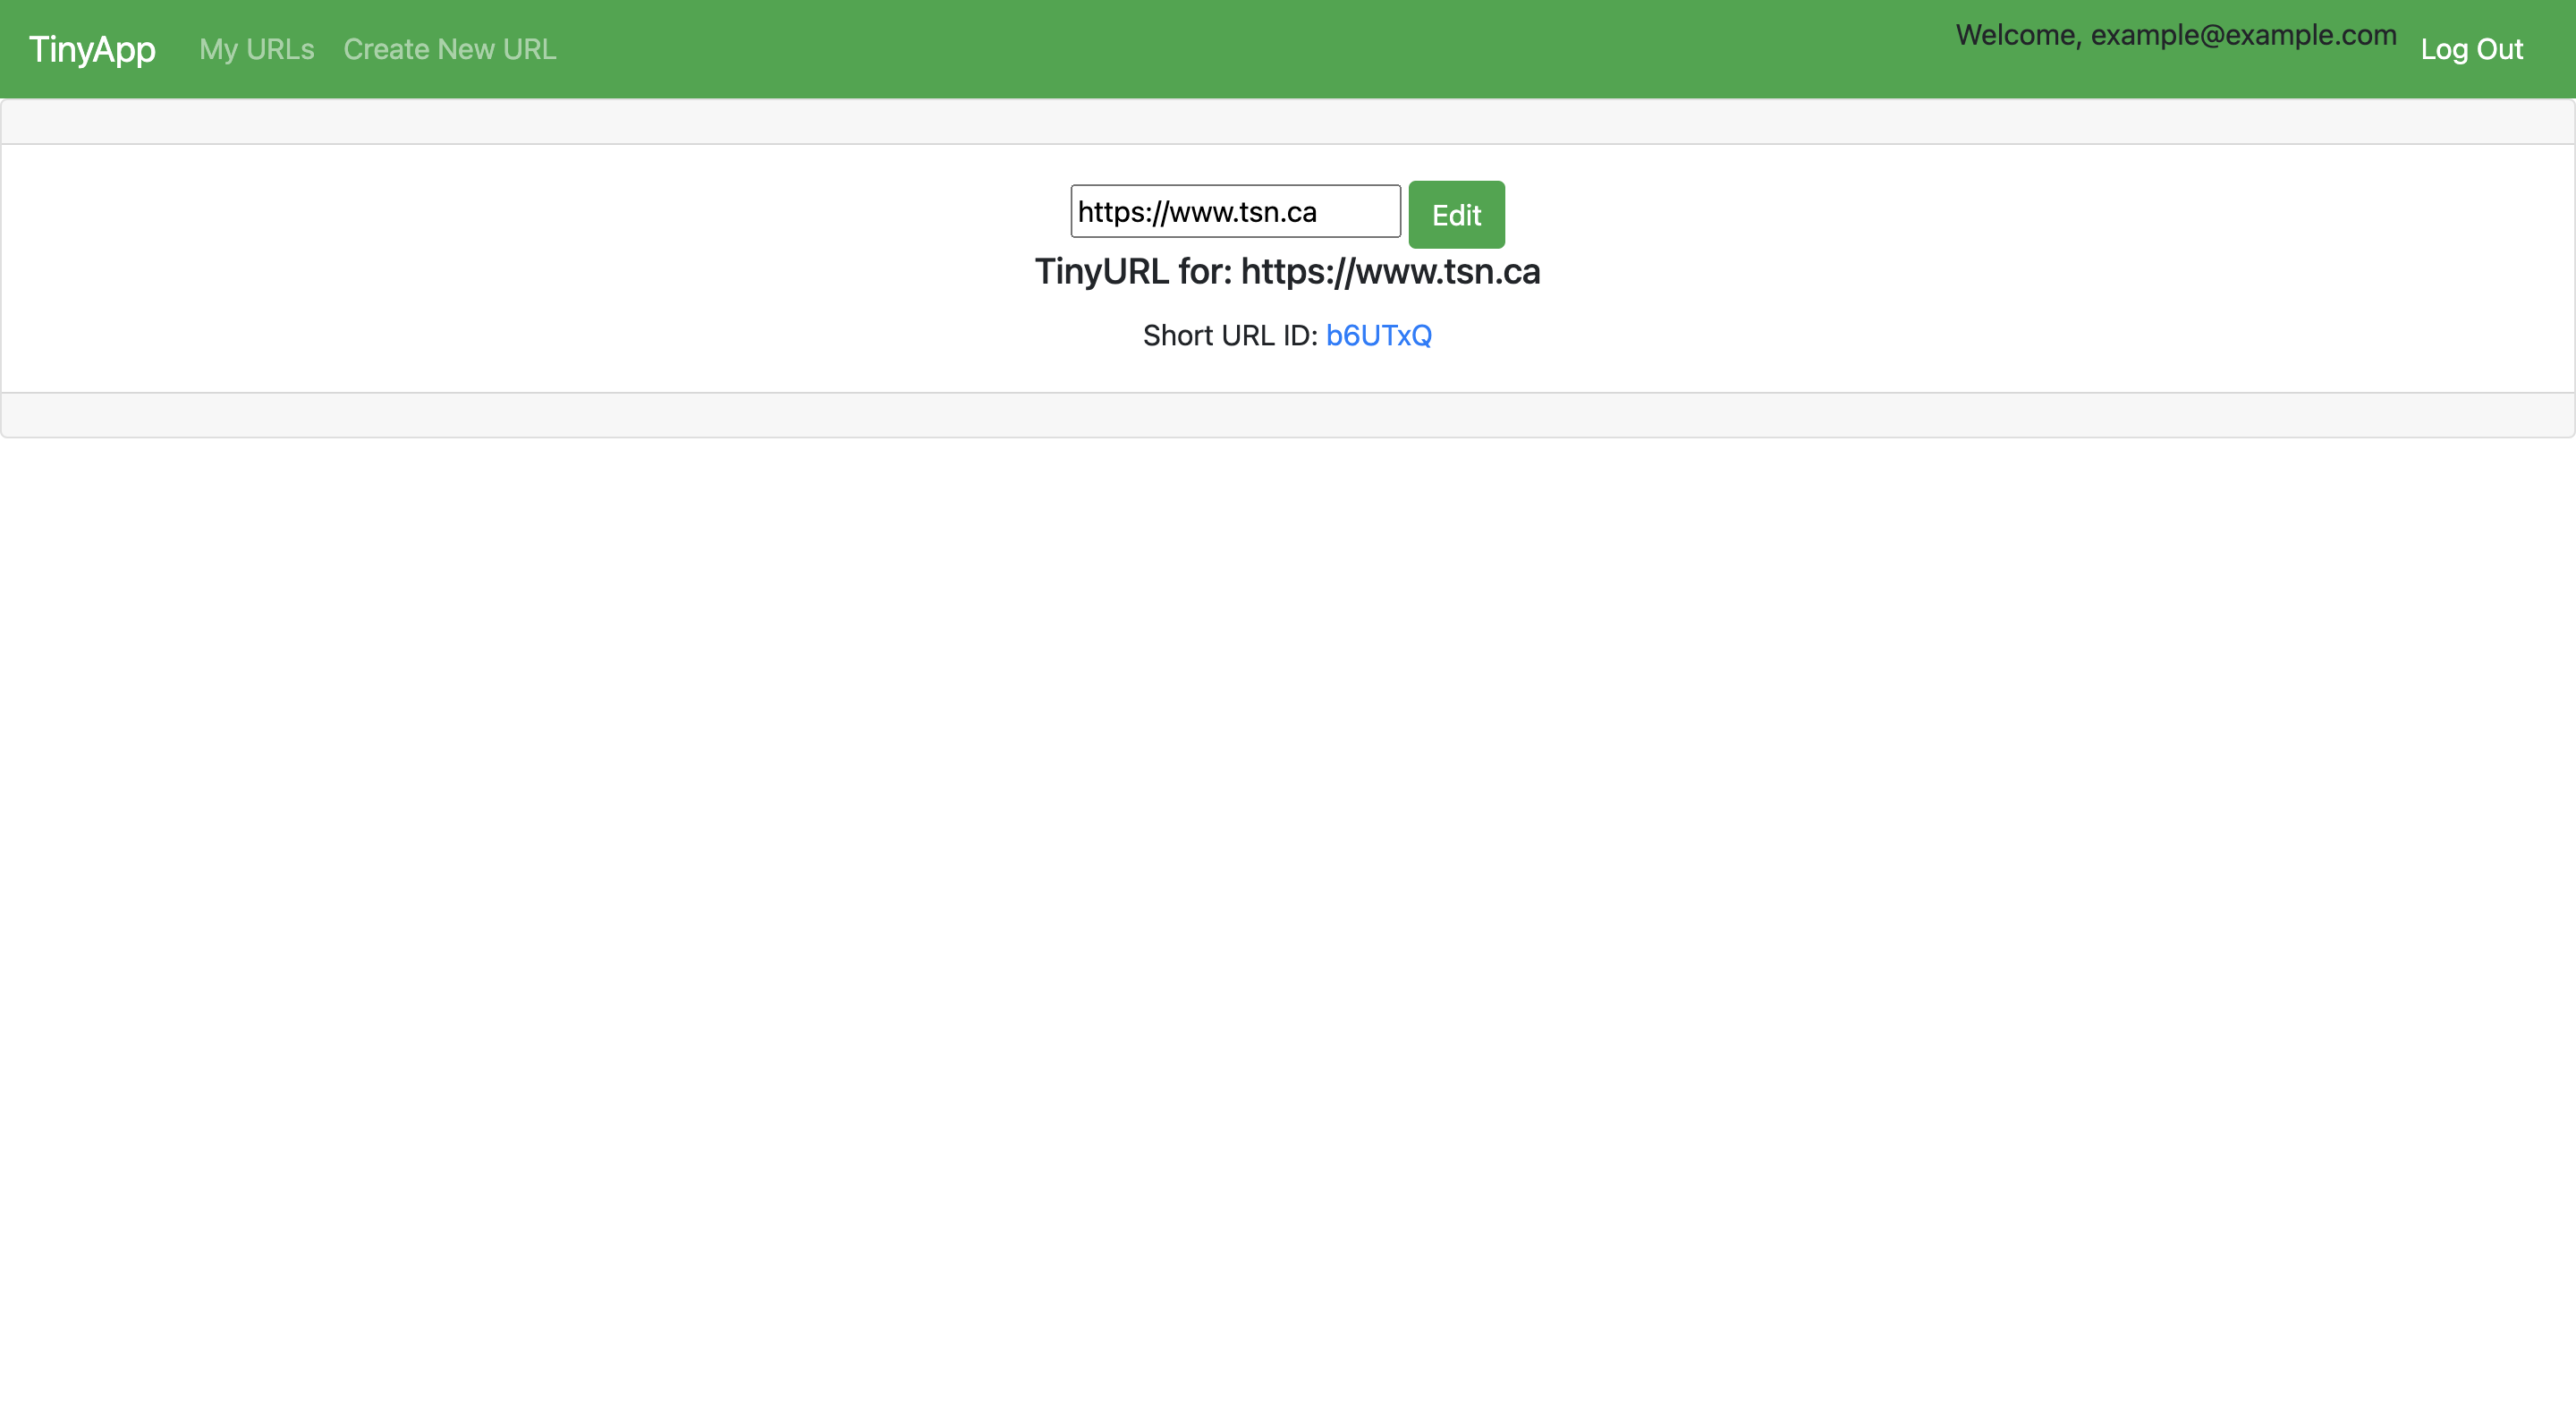 TinyApp My URLs Create New URL Welcome, example@example.com Log Out
https://www.tsn.ca Edit
TinyURL for: https://www.tsn.ca
Short URL ID: b6UTxQ